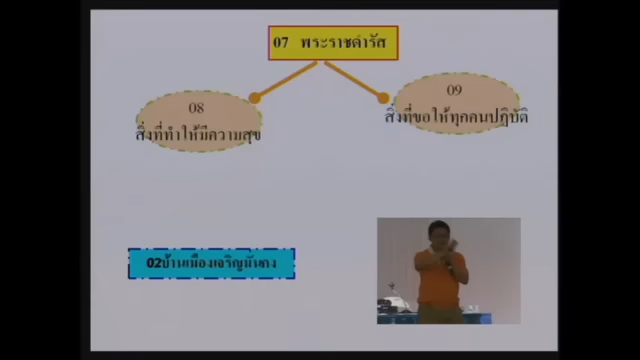 07 พระราชดำรัส
08
สิ่งที่ทำให้มีความสุข
09
สิ่งที่ขอให้ทุกคนปฏิบัติ
02บ้านเมืองเจริญมั่นคง